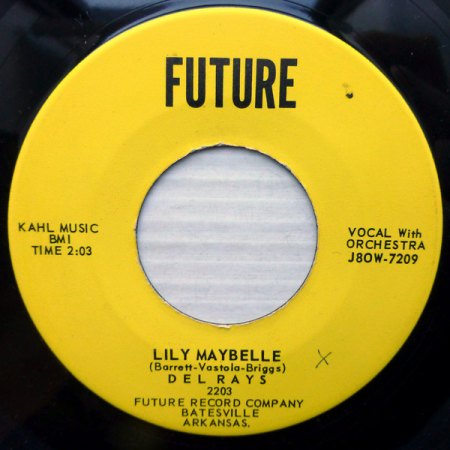 FUTURE
KAHL MUSIC
BMI
TIME 2:03
VOCAL With
ORCHESTRA
J8OW-7209
LILY MAYBELLE
(Barrett-Vastola-Briggs)
DEL RAYS
2203
FUTURE RECORD COMPANY
BATESVILLE
ARKANSAS.
X